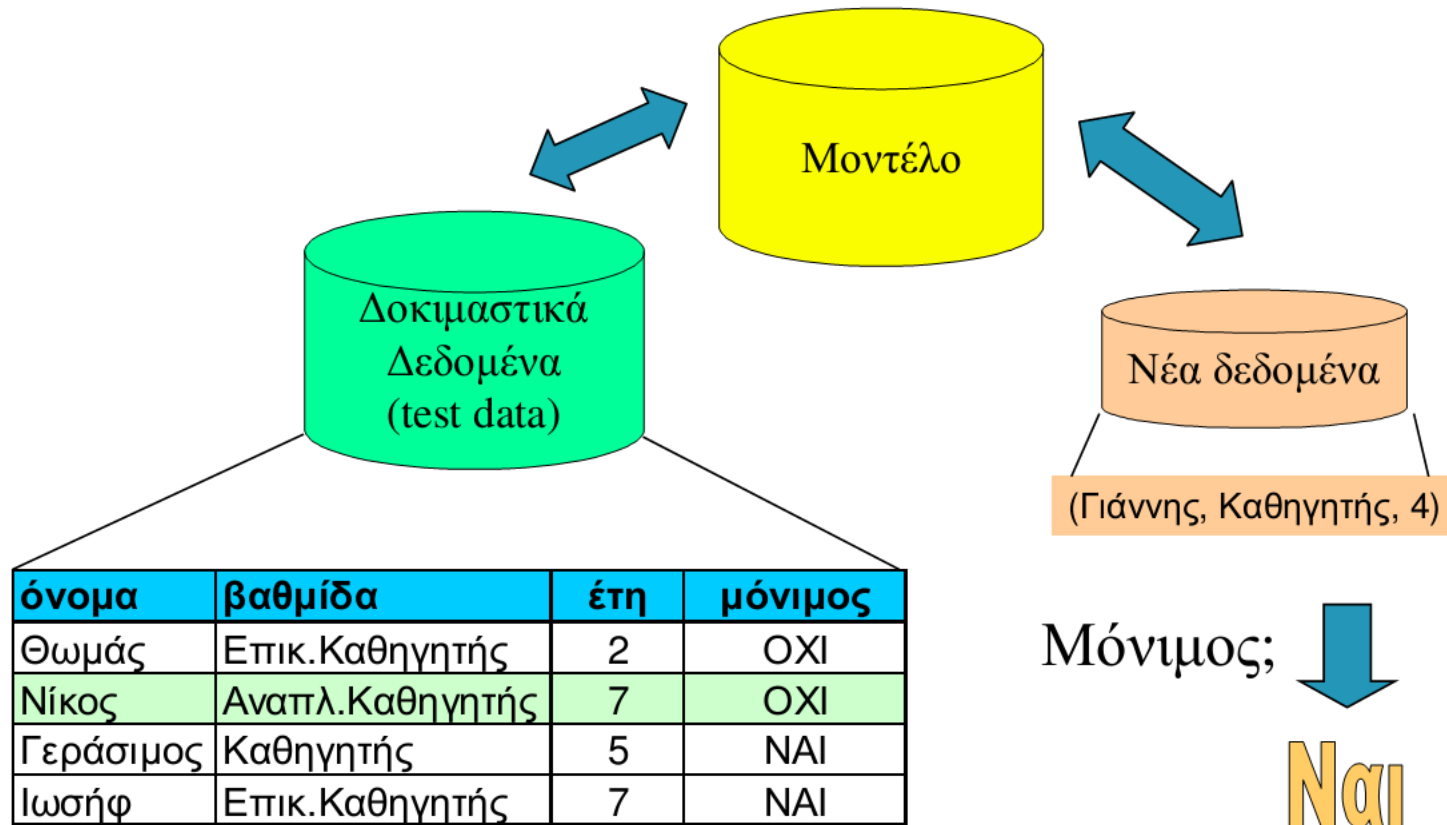 Μοντέλο
Δοκιμαστικά
Δεδομένα
(test data)
Νέα δεδομένα
(Γιάννης, Καθηγητής, 4)
όνομα βαθμίδα έτη μόνιμος
Θωμάς Επικ.Καθηγητής 2 ΟΧΙ
Νίκος Αναπλ.Καθηγητής 7 ΟΧΙ
Γεράσιμος Καθηγητής 5 ΝΑΙ
Ιωσήφ Επικ.Καθηγητής 7 ΝΑΙ
Μόνιμος;
Ναι